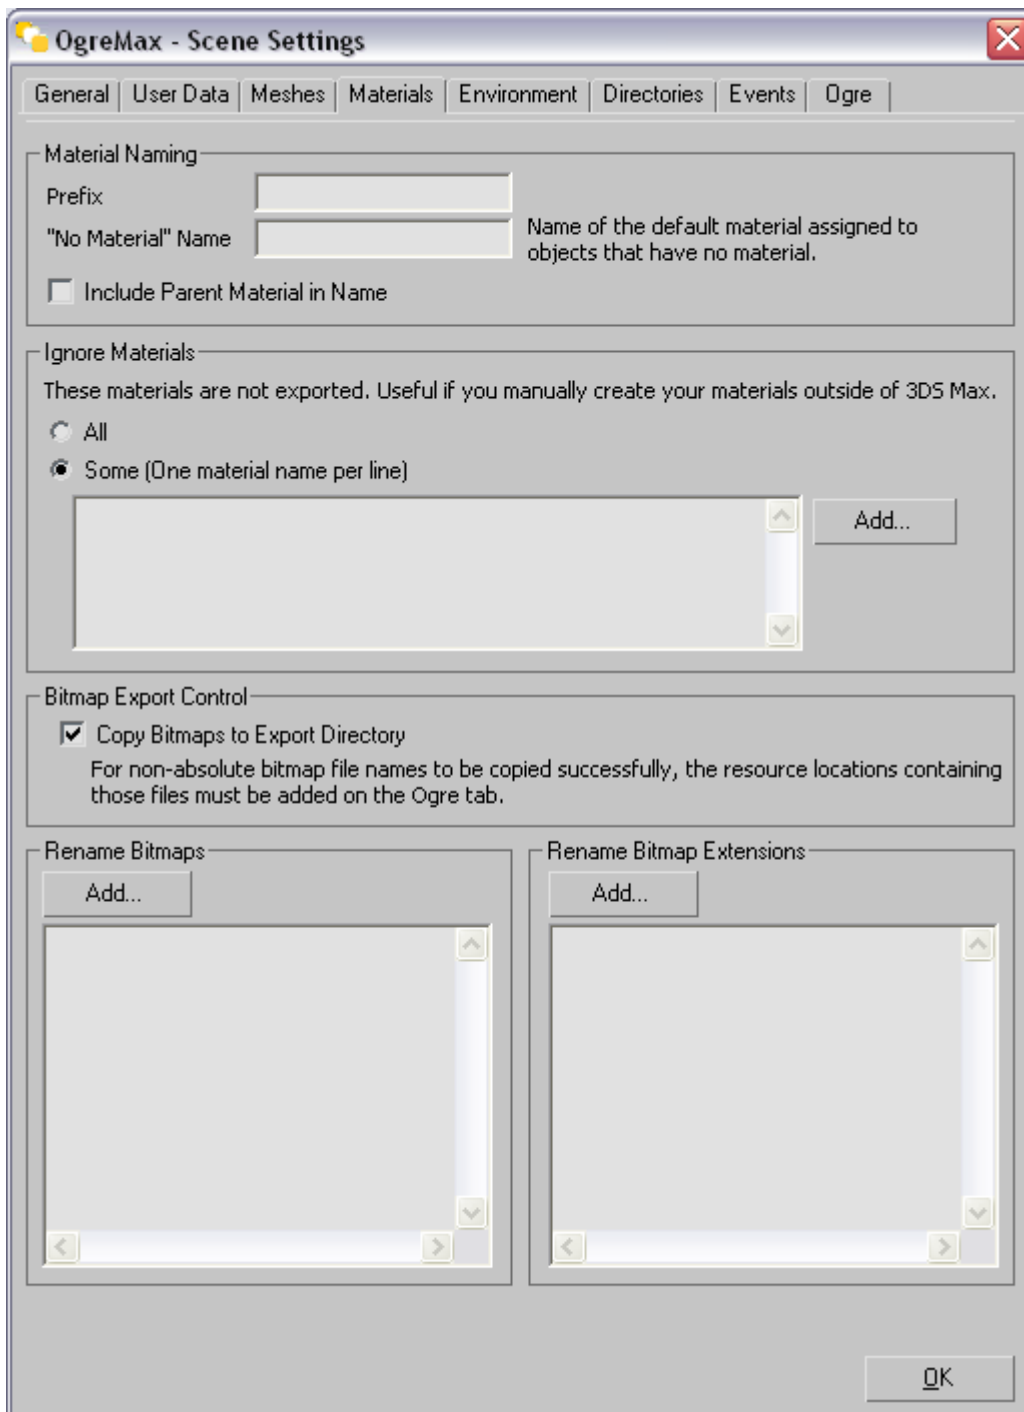 OgreMax - Scene Settings
General User Data Meshes Materials Environment Directories Events Ogre
Material Naming
Prefix
"No Material" Name
Name of the default material assigned to
objects that have no material.
Include Parent Material in Name
Ignore Materials
These materials are not exported. Useful if you manually create your materials outside of 3DS Max.
All
Some (One material name per line)
Add...
Bitmap Export Control
Copy Bitmaps to Export Directory
For non-absolute bitmap file names to be copied successfully, the resource locations containing
those files must be added on the Ogre tab.
Rename Bitmaps
Add...
Rename Bitmap Extensions
Add...
OK